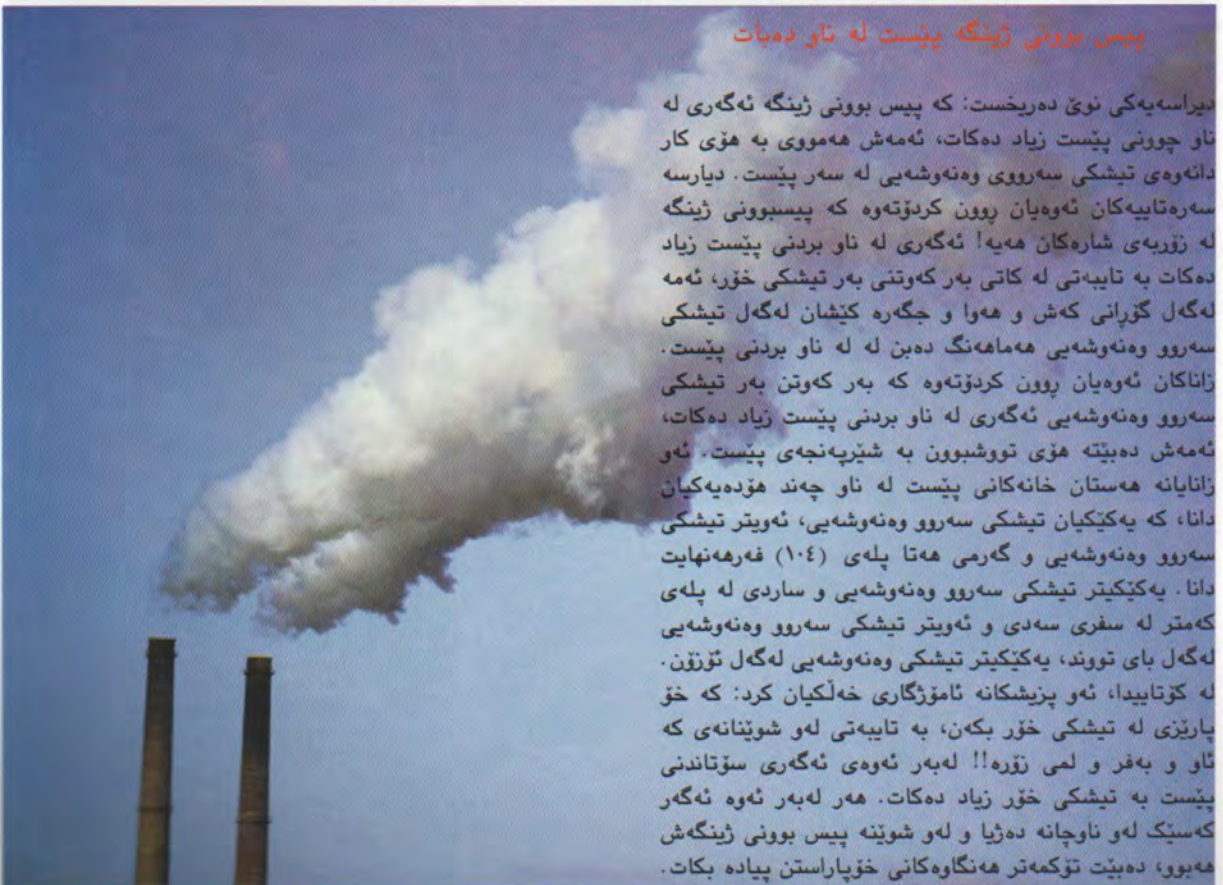 پیس بوونی ژینگە پێست لە ناو دەبات
دیراسەیەکی نوێ دەریخست: کە پیس بوونی ژینگە ئەگەری لە
ناو چوونی پێست زیاد دەکات، ئەمەش هەمووی بە هۆی کار
دانەوەی تیشکی سەرووی وەنەوشەیی لە سەر پێست. دیارسە
سەرەتاییەکان ئەوەیان ڕوون کردۆتەوە کە پیسبوونی ژینگە
لە زۆربەی شارەکان هەیە! ئەگەری لە ناو بردنی پێست زیاد
دەکات بە تایبەتی لە کاتی بەر کەوتنی بەر تیشکی خۆر، ئەمە
لەگەل گۆڕانی کەش و هەوا و جگەرە کێشان لەگەل تیشکی
سەروو وەنەوشەیی هەماهەنگ دەبن لە لە ناو بردنی پێست.
زاناکان ئەوەیان ڕوون کردۆتەوە کە بەر کەوتن بەر تیشکی
سەروو وەنەوشەیی ئەگەری لە ناو بردنی پێست زیاد دەکات،
ئەمەش دەبێتە هۆی تووشبوون بە شێرپەنجەی پێست. ئەو
زانایانە هەستان خانەکانی پێست لە ناو چەند هۆدەیەکیان
دانا، کە یەکێکیان تیشکی سەروو وەنەوشەیی، ئەویتر تیشکی
سەروو وەنەوشەیی و گەرمی هەتا پلەی (١٠٤) فەرهەنهایت
دانا. یەکێکیتر تیشکی سەروو وەنەوشەیی و ساردی لە پلەی
کەمتر لە سفری سەدی و ئەویتر تیشکی سەروو وەنەوشەیی
لەگەل بای تووند، یەکێکیتر تیشکی وەنەوشەیی لەگەل ئۆزۆن.
لە کۆتاییدا، ئەو پزیشکانە ئامۆژگاری خەڵکیان کرد: کە خۆ
پارێزی لە تیشکی خۆر بکەن، بە تایبەتی لەو شوێنانەی کە
ئاو و بەفر و لمی زۆرە!! لەبەر ئەوەی ئەگەری سۆتاندنی
پێست بە تیشکی خۆر زیاد دەکات. هەر لەبەر ئەوە ئەگەر
کەسێک لەو ناوچانە دەژیا و لەو شوێنە پیس بوونی ژینگەش
هەبوو، دەبێت تۆکمەتر هەنگاوەکانی خۆپاراستن پیادە بکات.